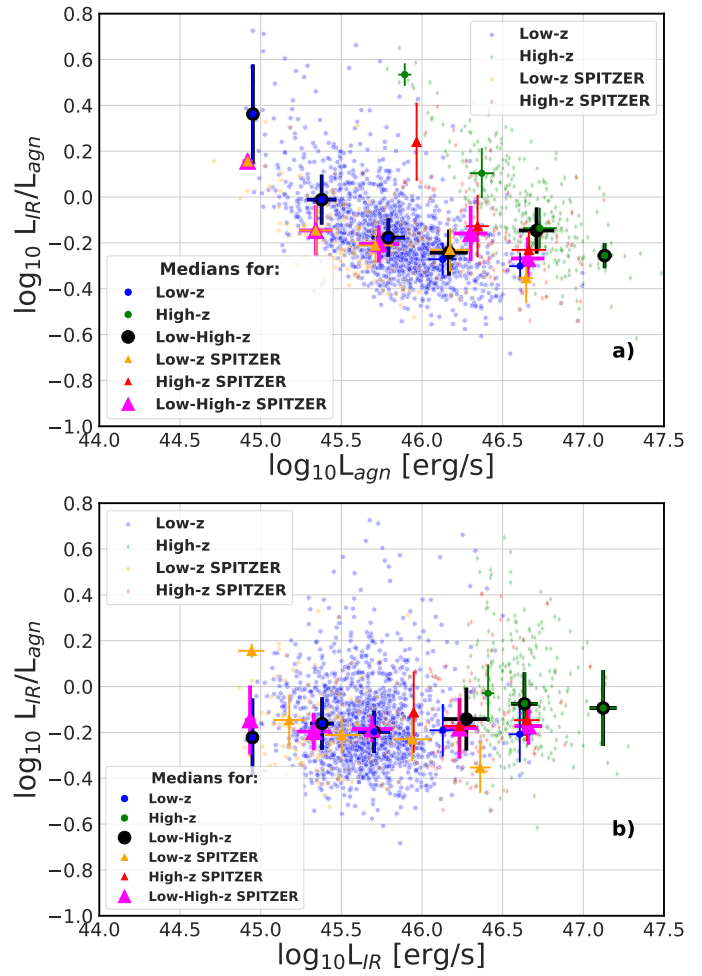 0.8
0.6
0.4
0.2
0.0
−0.2
−0.4
−0.6
−0.8
−1.0
log₁₀ L_IR/L_agn
Low-z
High-z
Low-z SPITZER
High-z SPITZER
Medians for:
Low-z
High-z
Low-High-z
Low-z SPITZER
High-z SPITZER
Low-High-z SPITZER
a)
44.0 44.5 45.0 45.5 46.0 46.5 47.0 47.5
log₁₀L_agn [erg/s]
0.8
0.6
0.4
0.2
0.0
−0.2
−0.4
−0.6
−0.8
−1.0
log₁₀ L_IR/L_agn
Low-z
High-z
Low-z SPITZER
High-z SPITZER
Medians for:
Low-z
High-z
Low-High-z
Low-z SPITZER
High-z SPITZER
Low-High-z SPITZER
b)
44.0 44.5 45.0 45.5 46.0 46.5 47.0 47.5
log₁₀L_IR [erg/s]